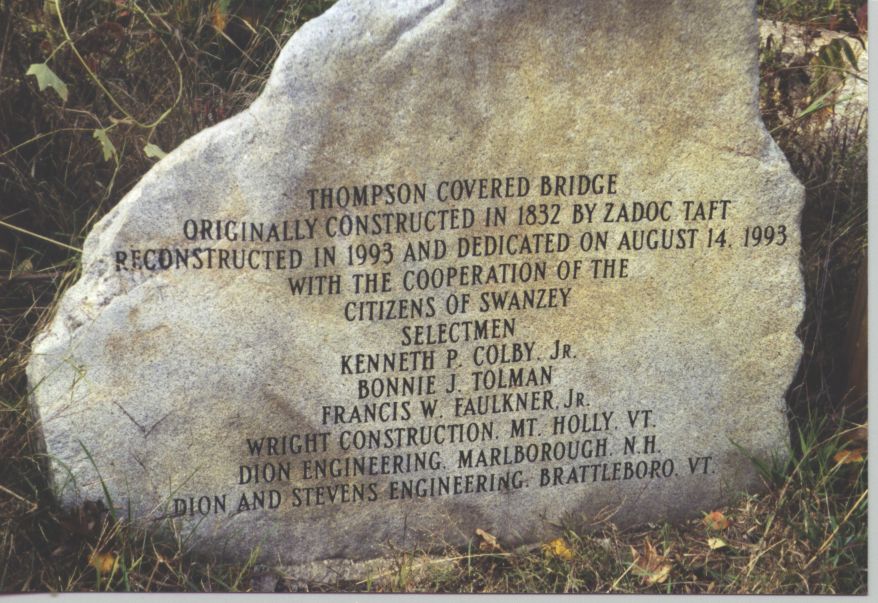 THOMPSON COVERED BRIDGE
ORIGINALLY CONSTRUCTED IN 1832 BY ZADOC TAFT
RECONSTRUCTED IN 1993 AND DEDICATED ON AUGUST 14, 1993
WITH THE COOPERATION OF THE
CITIZENS OF SWANZEY
SELECTMEN
KENNETH P. COLBY, JR.
BONNIE J. TOLMAN
FRANCIS W. FAULKNER, JR.
WRIGHT CONSTRUCTION, MT. HOLLY, VT.
DION ENGINEERING, MARLBOROUGH, N.H.
DION AND STEVENS ENGINEERING, BRATTLEBORO, VT.